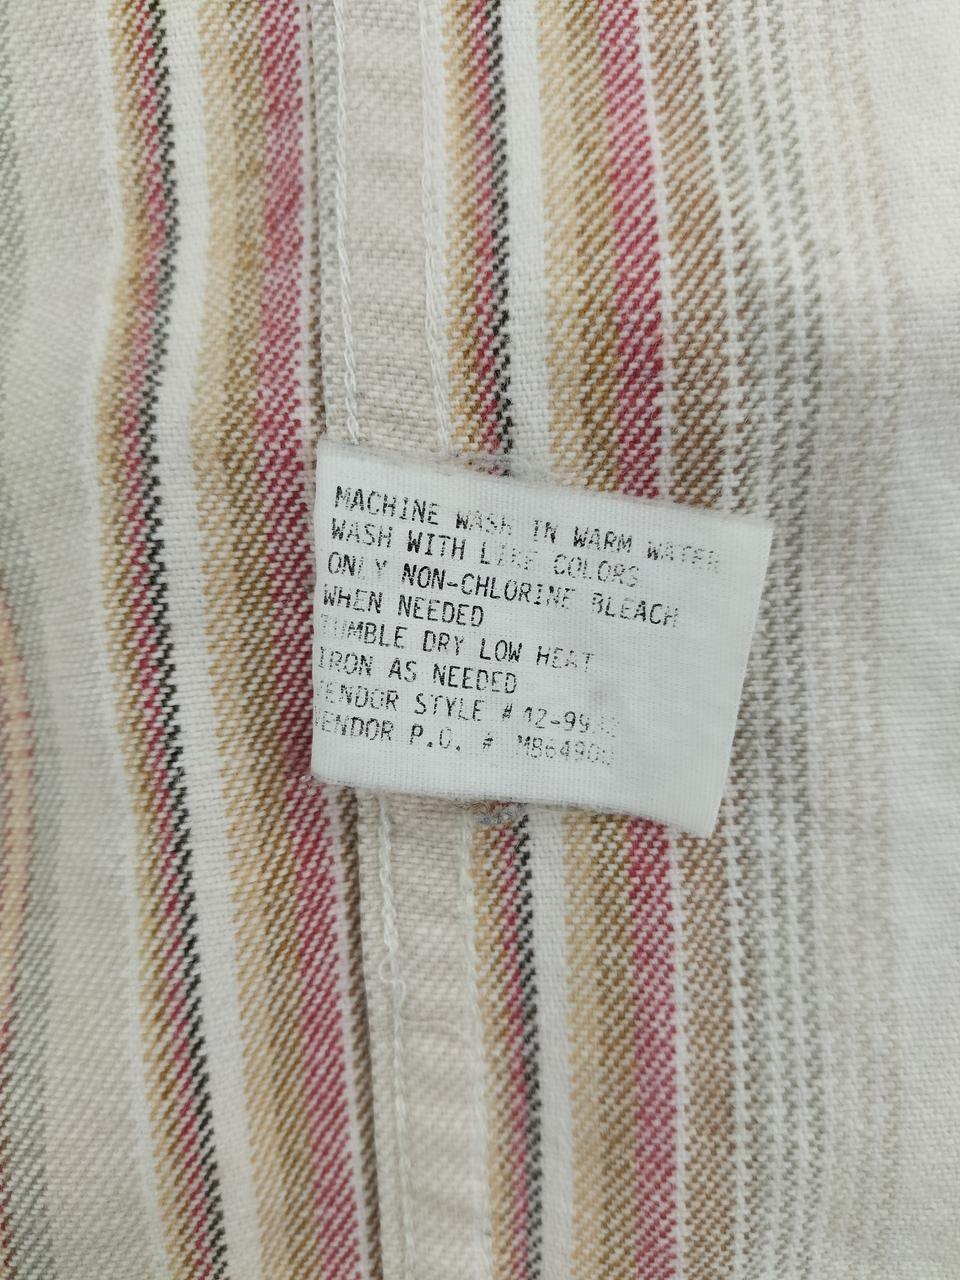 MACHINE WASH IN WARM WATER
WASH WITH LIKE COLORS
ONLY NON-CHLORINE BLEACH
WHEN NEEDED
TUMBLE DRY LOW HEAT
IRON AS NEEDED
VENDOR STYLE #
VENDOR P.O. # MB64900